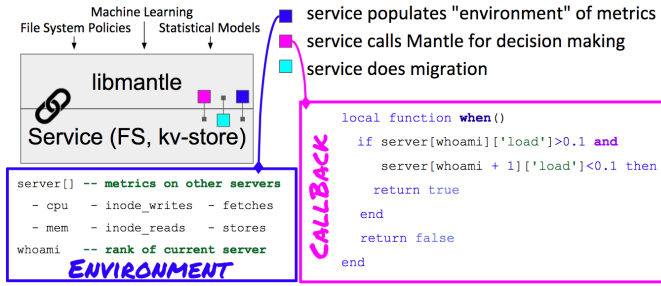 Machine Learning
File System Policies
Statistical Models
libmantle
Service (FS, kv-store)
service populates "environment" of metrics
service calls Mantle for decision making
service does migration
server[] -- metrics on other servers
- cpu - inode_writes - fetches
- mem - inode_reads - stores
whoami -- rank of current server
ENVIRONMENT
CALLBACK
local function when()
if server[whoami]['load']>0.1 and
server[whoami + 1]['load']<0.1 then
return true
end
return false
end